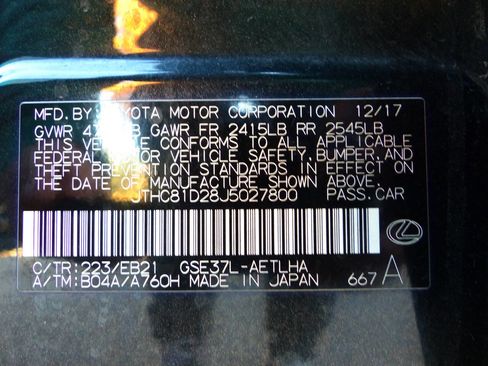 MFD.BY: TOYOTA MOTOR CORPORATION 12/17
GVWR GAWR FR 2415LB RR 2545LB
THIS VEHICLE CONFORMS TO ALL APPLICABLE
FEDERAL MOTOR VEHICLE SAFETY, BUMPER, AND
THEFT PREVENTION STANDARDS IN EFFECT ON
THE DATE OF MANUFACTURE SHOWN ABOVE.
JTHC81D28J5027800 PASS.CAR
C/TR: 223/EB21 GSE37L-AETLHA
A/TM: B04A/A760H MADE IN JAPAN 667 A